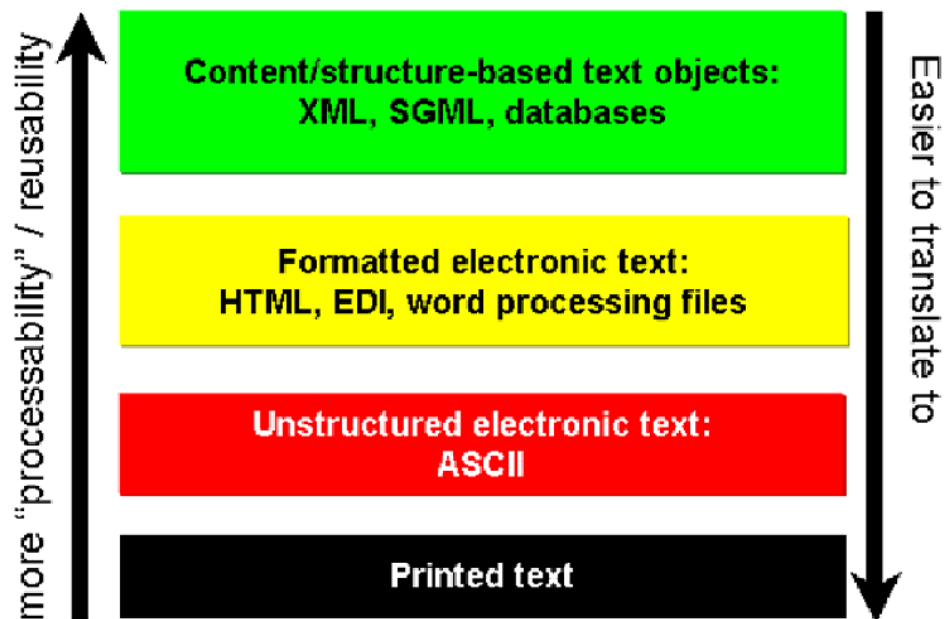 more “processability” / reusability
Content/structure-based text objects:
XML, SGML, databases
Formatted electronic text:
HTML, EDI, word processing files
Unstructured electronic text:
ASCII
Printed text
Easier to translate to